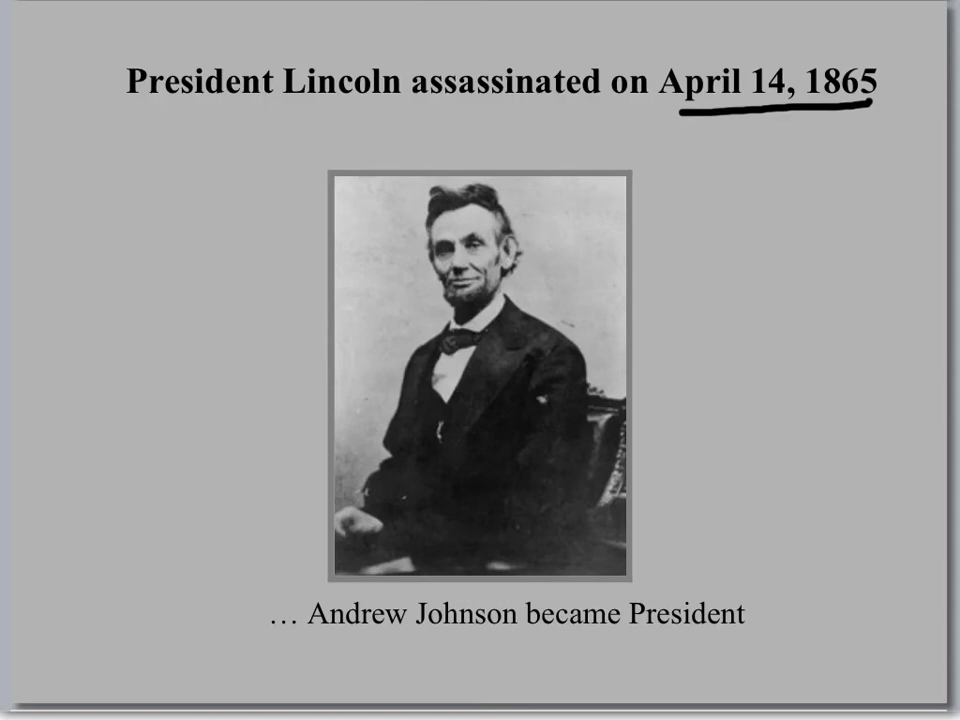 President Lincoln assassinated on April 14, 1865
… Andrew Johnson became President